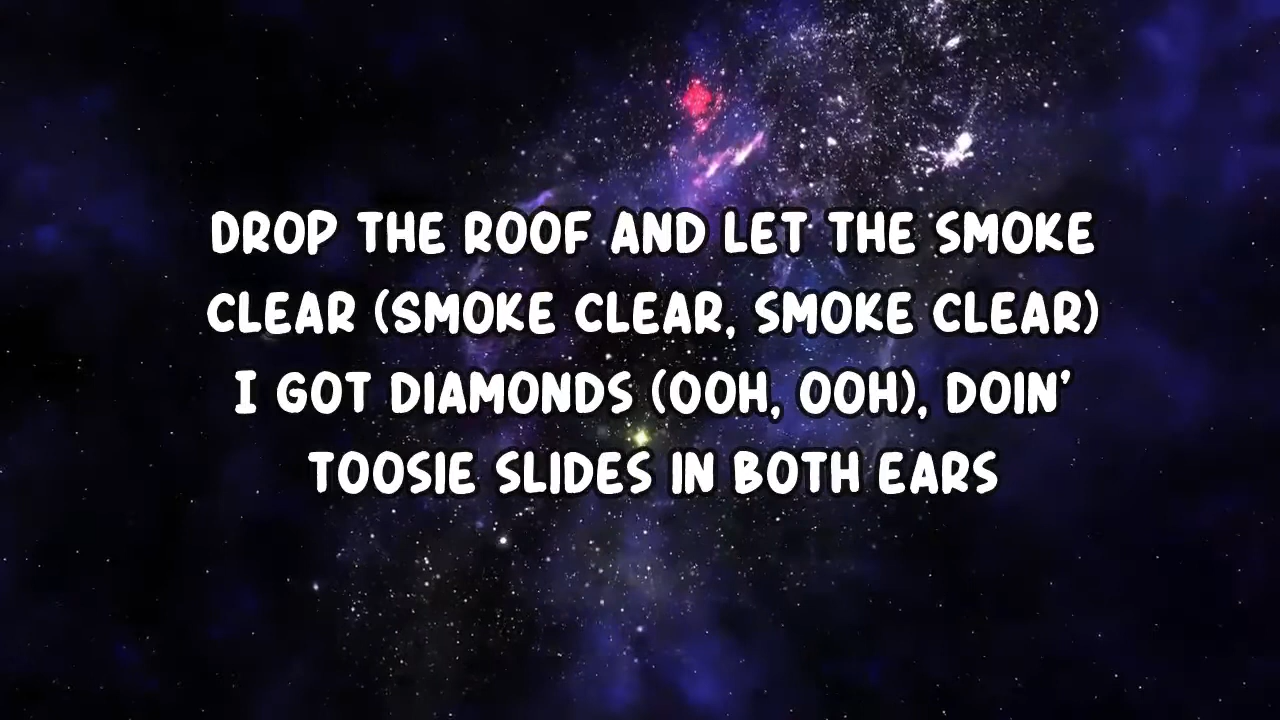 DROP THE ROOF AND LET THE SMOKE
CLEAR (SMOKE CLEAR, SMOKE CLEAR)
I GOT DIAMONDS (OOH, OOH), DOIN'
TOOSIE SLIDES IN BOTH EARS